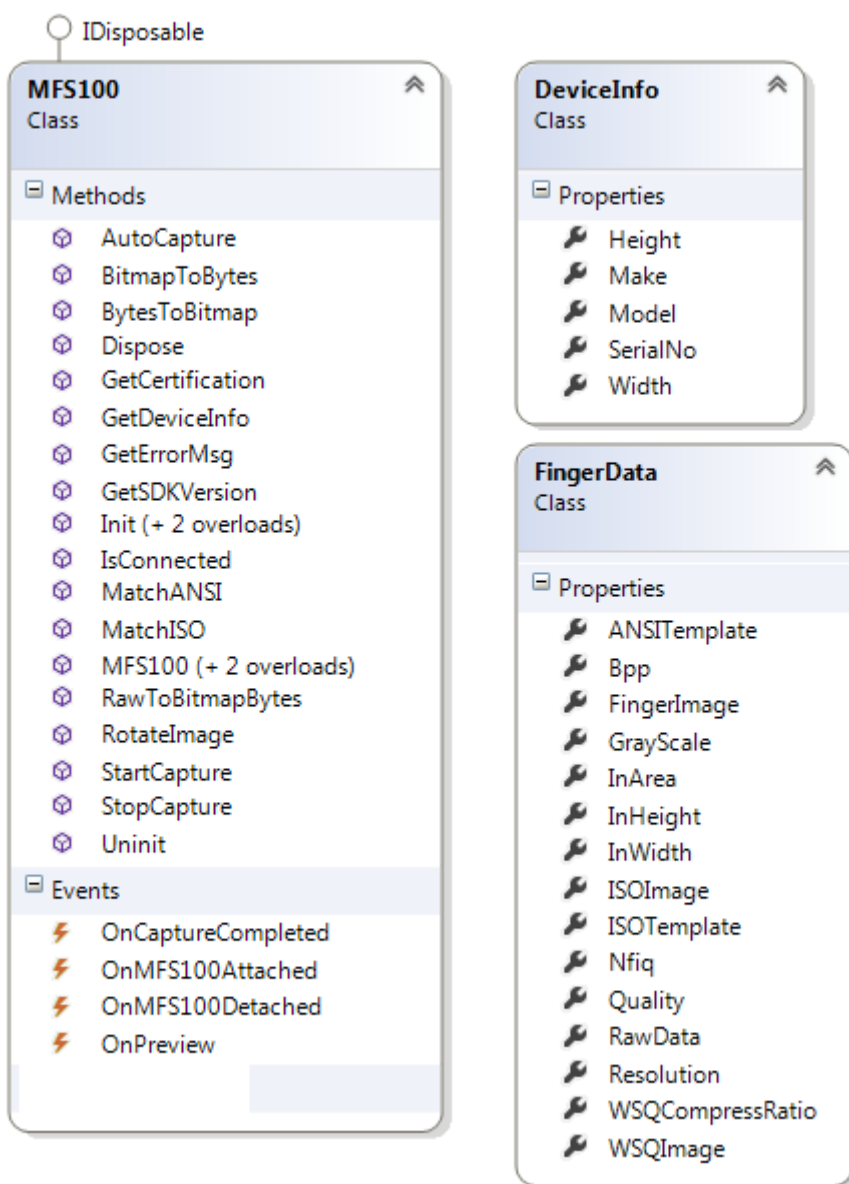 IDisposable
MFS100
Class
Methods
AutoCapture
BitmapToBytes
BytesToBitmap
Dispose
GetCertification
GetDeviceInfo
GetErrorMsg
GetSDKVersion
Init (+ 2 overloads)
IsConnected
MatchANSI
MatchISO
MFS100 (+ 2 overloads)
RawToBitmapBytes
RotateImage
StartCapture
StopCapture
Uninit
Events
OnCaptureCompleted
OnMFS100Attached
OnMFS100Detached
OnPreview
DeviceInfo
Class
Properties
Height
Make
Model
SerialNo
Width
FingerData
Class
Properties
ANSITemplate
Bpp
FingerImage
GrayScale
InArea
InHeight
InWidth
ISOImage
ISOTemplate
Nfiq
Quality
RawData
Resolution
WSQCompressRatio
WSQImage